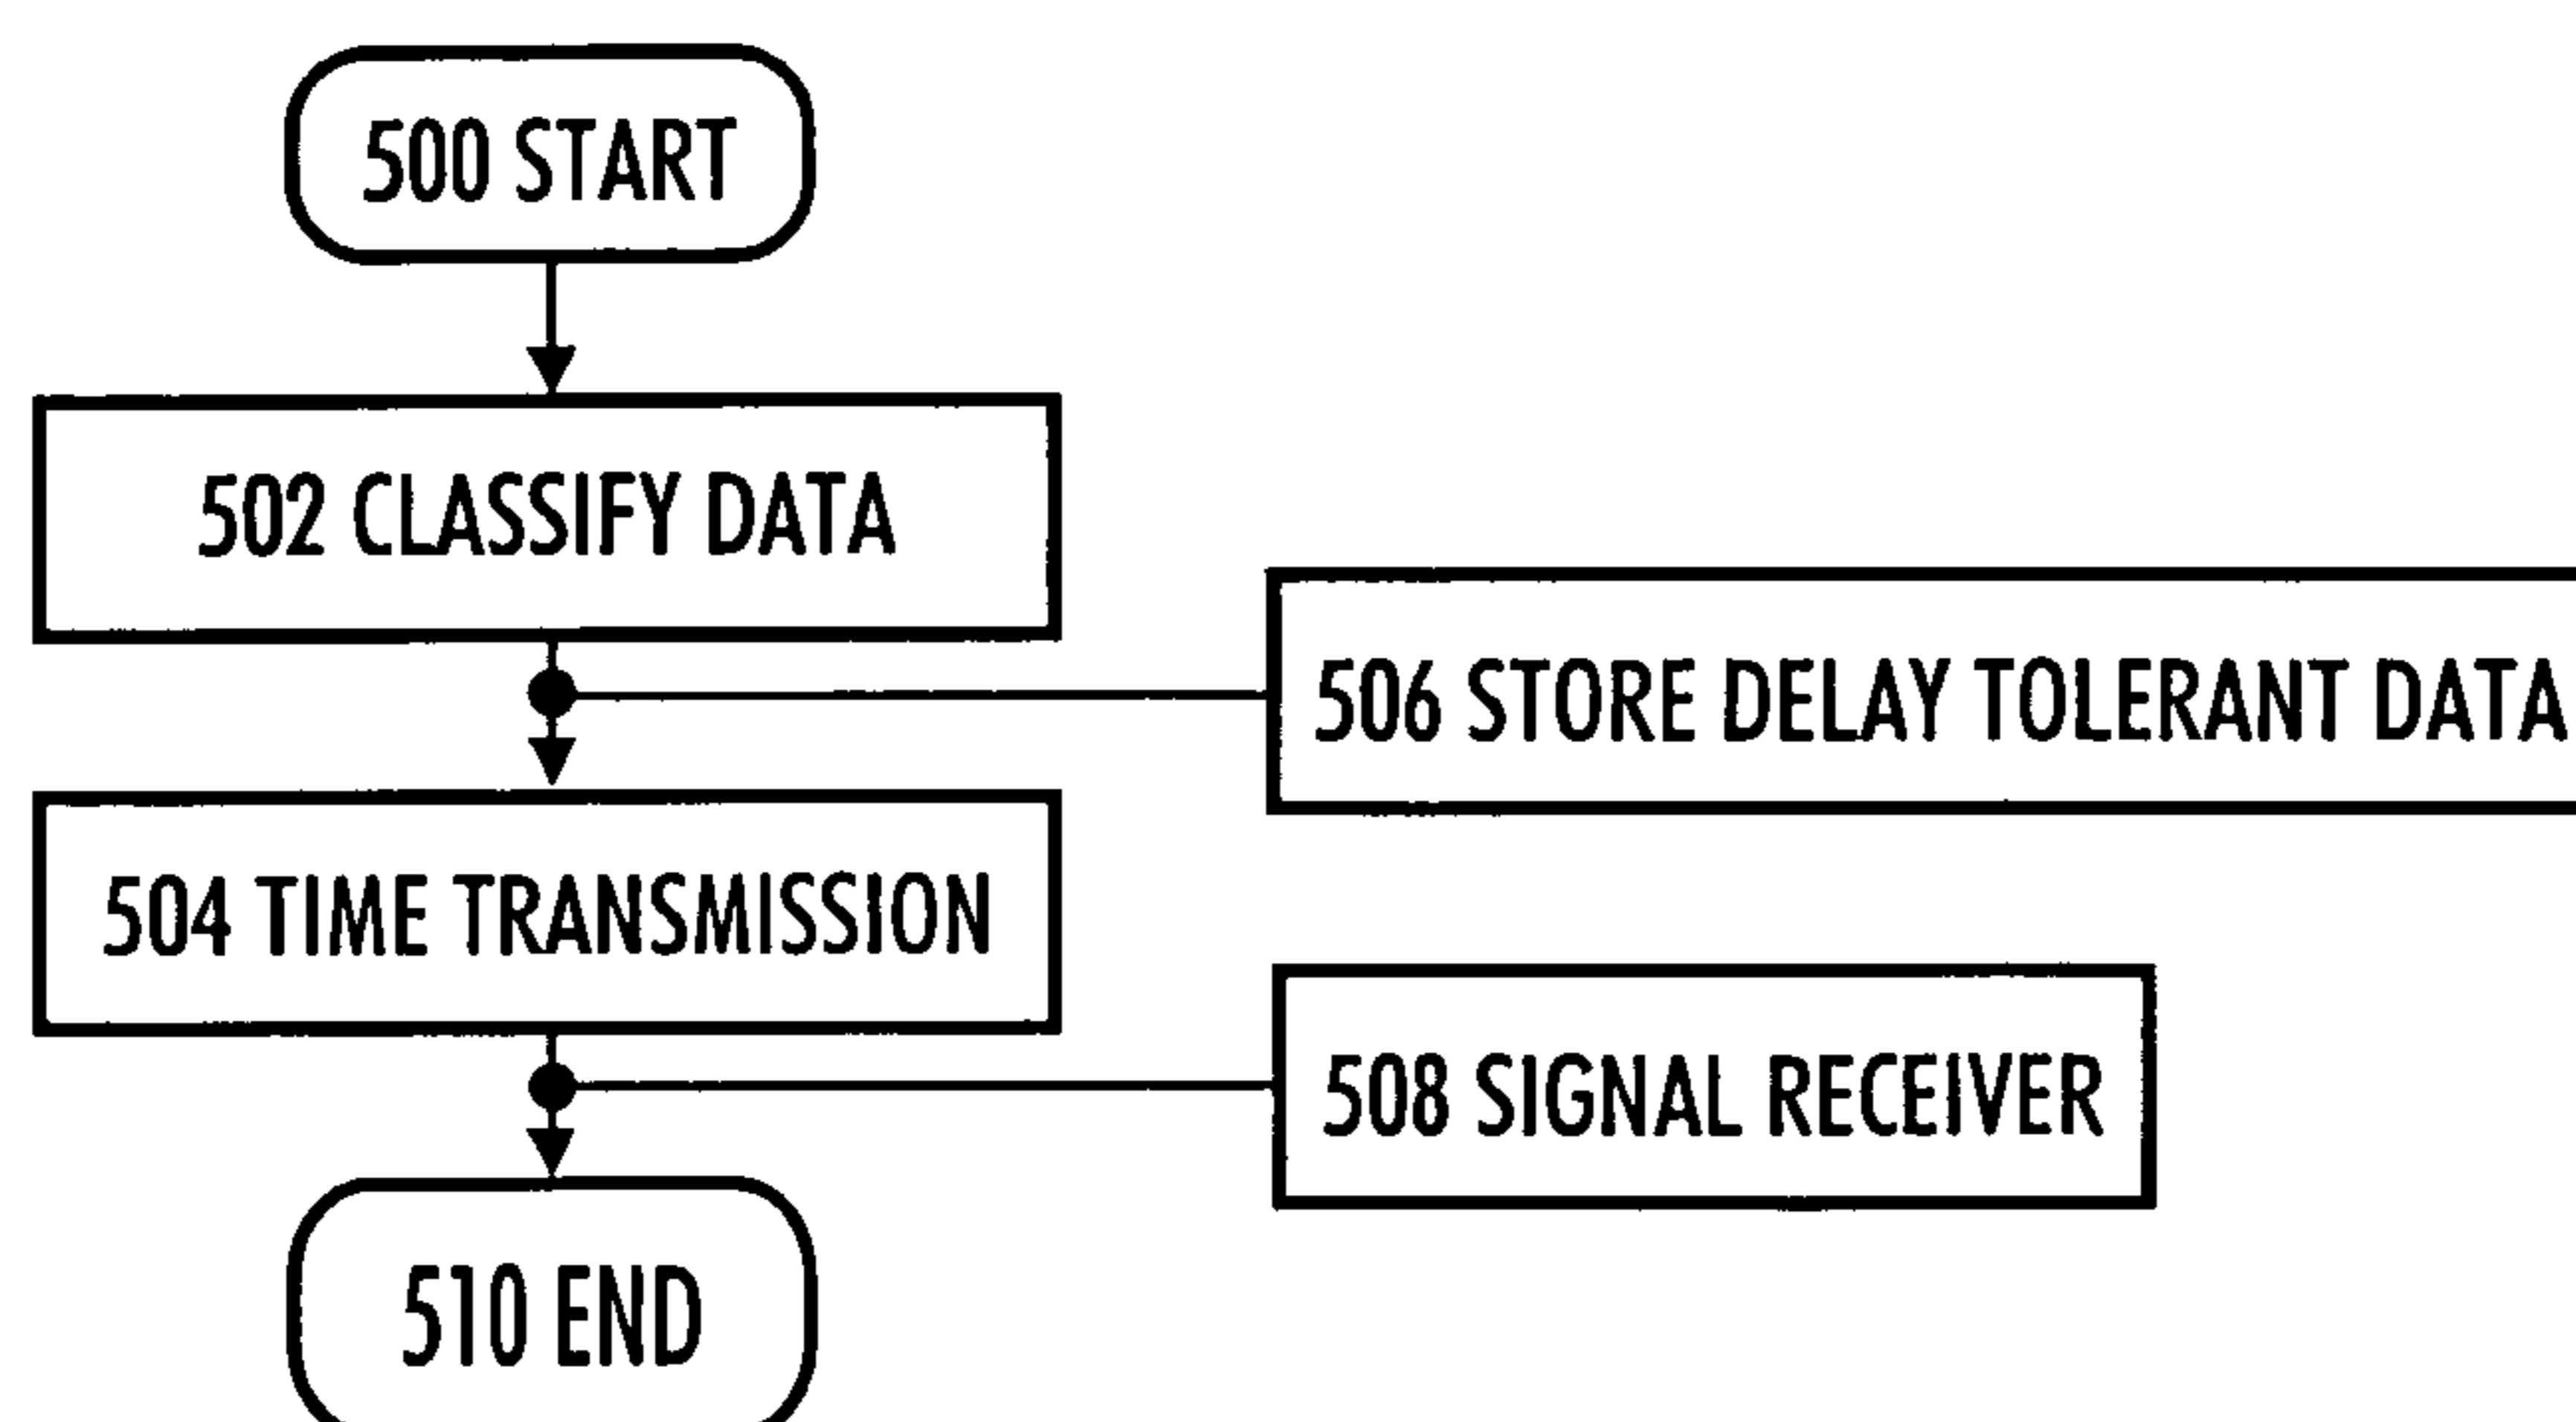 500 START
502 CLASSIFY DATA
506 STORE DELAY TOLERANT DATA
504 TIME TRANSMISSION
508 SIGNAL RECEIVER
510 END